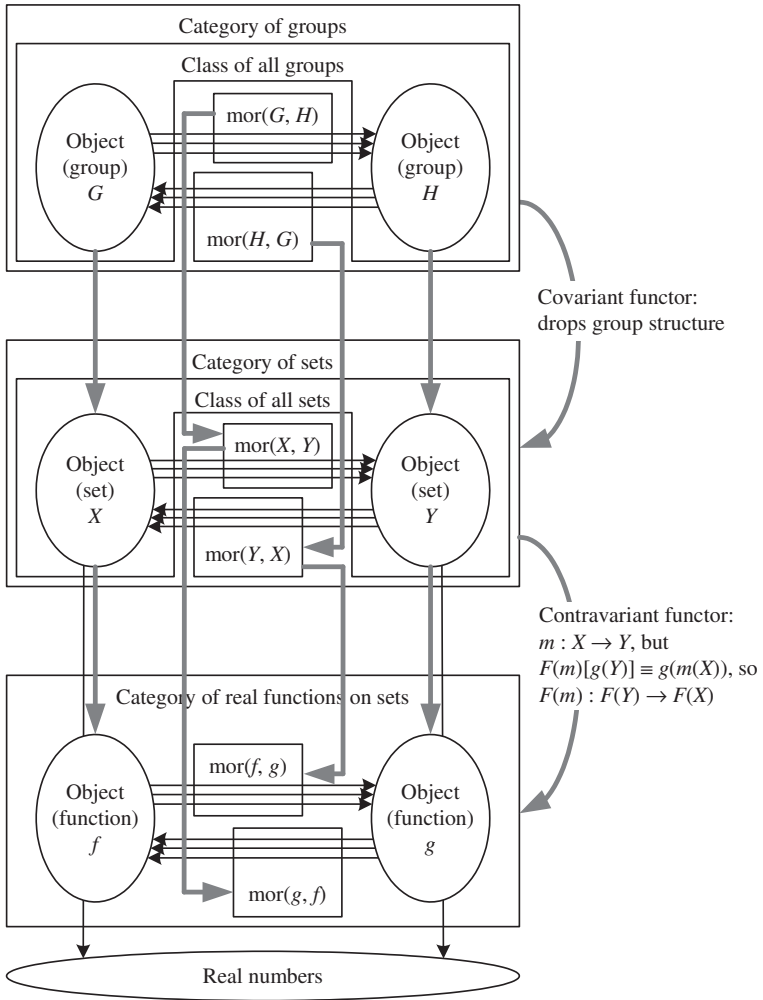 Category of groups
Class of all groups
Object
(group)
G
mor(G, H)
mor(H, G)
Object
(group)
H
Covariant functor:
drops group structure
Category of sets
Class of all sets
Object
(set)
X
mor(X, Y)
mor(Y, X)
Object
(set)
Y
Contravariant functor:
m : X → Y, but
F(m)[g(Y)] ≡ g(m(X)), so
F(m) : F(Y) → F(X)
Category of real functions on sets
Object
(function)
f
mor(f, g)
mor(g, f)
Object
(function)
g
Real numbers